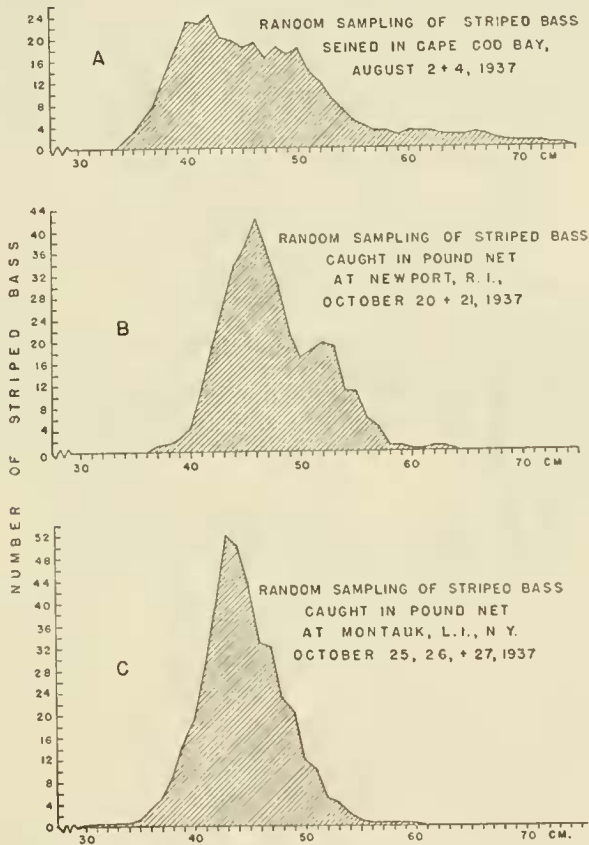 NUMBER OF STRIPED BASS
24
20
16
12
8
4
0
A
RANDOM SAMPLING OF STRIPED BASS
SEINED IN CAPE COD BAY,
AUGUST 2 + 4, 1937
30 40 50 60 70 CM.
44
40
36
32
28
24
20
16
12
8
4
0
B
RANDOM SAMPLING OF STRIPED BASS
CAUGHT IN POUND NET
AT NEWPORT, R.I.,
OCTOBER 20 + 21, 1937
30 40 50 60 70 CM.
52
48
44
40
36
32
28
24
20
16
12
8
4
0
C
RANDOM SAMPLING OF STRIPED BASS
CAUGHT IN POUND NET
AT MONTAUK, L.I., N Y.
OCTOBER 25, 26, + 27, 1937
30 40 50 60 70 CM.